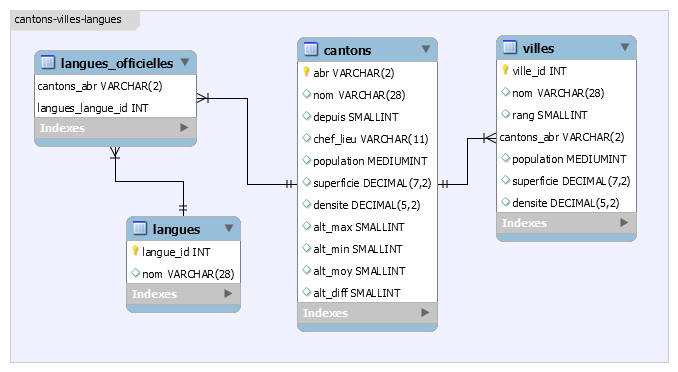 cantons-villes-langues
langues_officielles
cantons_abr VARCHAR(2)
langues_langue_id INT
Indexes
langues
langue_id INT
nom VARCHAR(28)
Indexes
cantons
abr VARCHAR(2)
nom VARCHAR(28)
depuis SMALLINT
chef_lieu VARCHAR(11)
population MEDIUMINT
superficie DECIMAL(7,2)
densite DECIMAL(5,2)
alt_max SMALLINT
alt_min SMALLINT
alt_moy SMALLINT
alt_diff SMALLINT
Indexes
villes
ville_id INT
nom VARCHAR(28)
rang SMALLINT
cantons_abr VARCHAR(2)
population MEDIUMINT
superficie DECIMAL(7,2)
densite DECIMAL(5,2)
Indexes